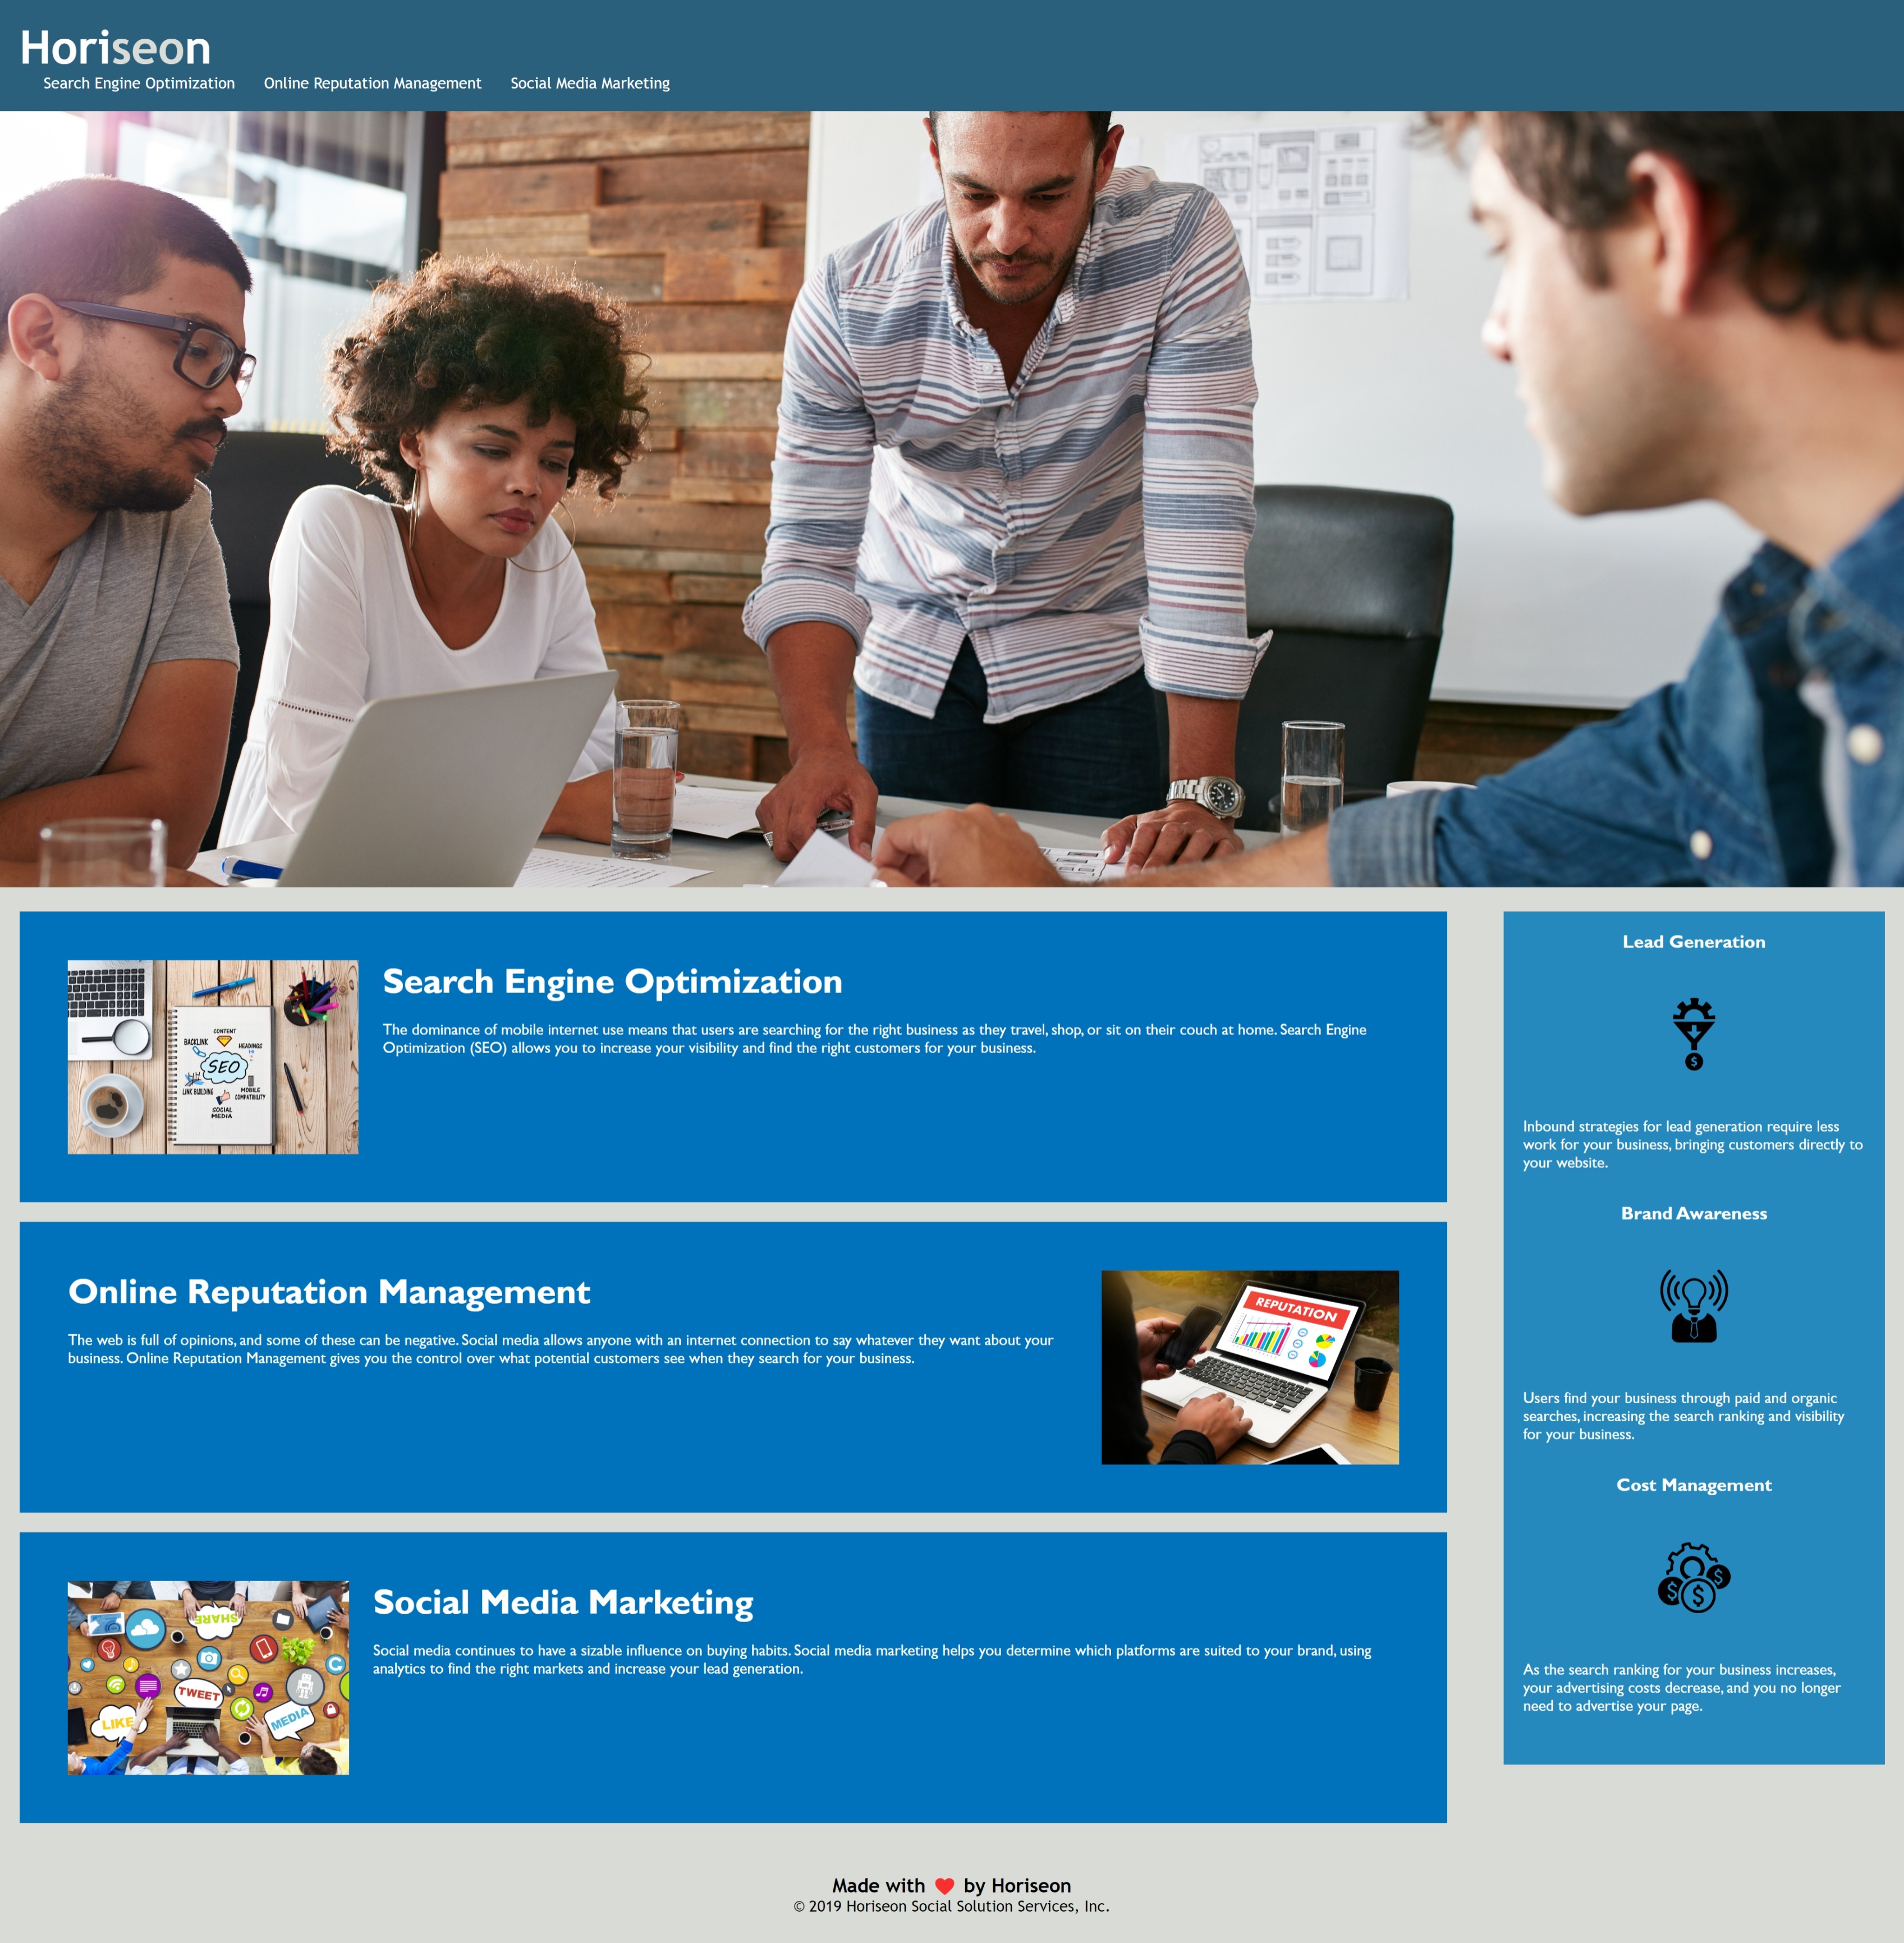 Horiseon
Search Engine Optimization Online Reputation Management Social Media Marketing
Search Engine Optimization
The dominance of mobile internet use means that users are searching for the right business as they travel, shop, or sit on their couch at home. Search Engine
Optimization (SEO) allows you to increase your visibility and find the right customers for your business.
CONTENT
BACKLINK
HEADINGS
SEO
LINK BUILDING
MOBILE
COMPATIBILITY
SOCIAL
MEDIA
Online Reputation Management
The web is full of opinions, and some of these can be negative. Social media allows anyone with an internet connection to say whatever they want about your
business. Online Reputation Management gives you the control over what potential customers see when they search for your business.
REPUTATION
Social Media Marketing
Social media continues to have a sizable influence on buying habits. Social media marketing helps you determine which platforms are suited to your brand, using
analytics to find the right markets and increase your lead generation.
SHARE
TWEET
LIKE
MEDIA
Lead Generation
$
Inbound strategies for lead generation require less
work for your business, bringing customers directly to
your website.
Brand Awareness
Users find your business through paid and organic
searches, increasing the search ranking and visibility
for your business.
Cost Management
$ $ $
As the search ranking for your business increases,
your advertising costs decrease, and you no longer
need to advertise your page.
Made with ❤ by Horiseon
© 2019 Horiseon Social Solution Services, Inc.